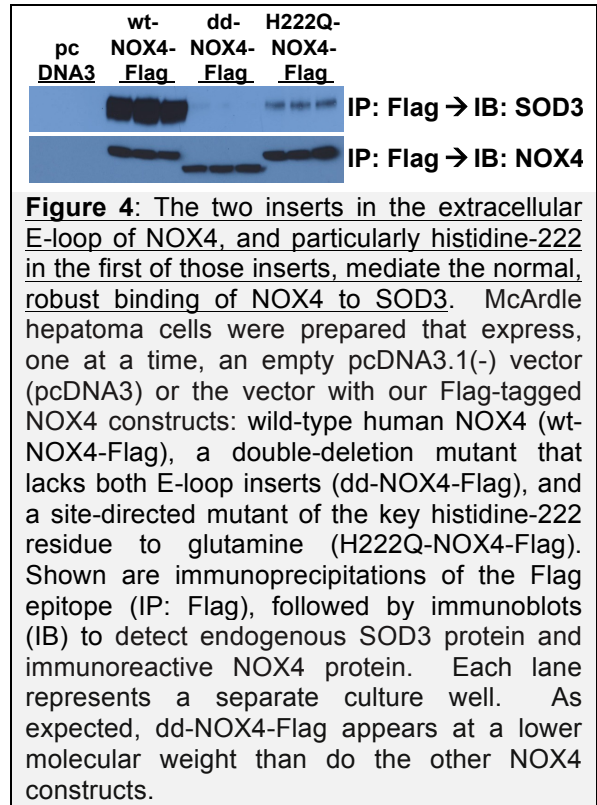 wt- dd- H222Q-
pc NOX4- NOX4- NOX4-
DNA3 Flag Flag Flag
IP: Flag → IB: SOD3
IP: Flag → IB: NOX4
Figure 4: The two inserts in the extracellular
E-loop of NOX4, and particularly histidine-222
in the first of those inserts, mediate the normal,
robust binding of NOX4 to SOD3. McArdle
hepatoma cells were prepared that express,
one at a time, an empty pcDNA3.1(-) vector
(pcDNA3) or the vector with our Flag-tagged
NOX4 constructs: wild-type human NOX4 (wt-
NOX4-Flag), a double-deletion mutant that
lacks both E-loop inserts (dd-NOX4-Flag), and
a site-directed mutant of the key histidine-222
residue to glutamine (H222Q-NOX4-Flag).
Shown are immunoprecipitations of the Flag
epitope (IP: Flag), followed by immunoblots
(IB) to detect endogenous SOD3 protein and
immunoreactive NOX4 protein. Each lane
represents a separate culture well. As
expected, dd-NOX4-Flag appears at a lower
molecular weight than do the other NOX4
constructs.